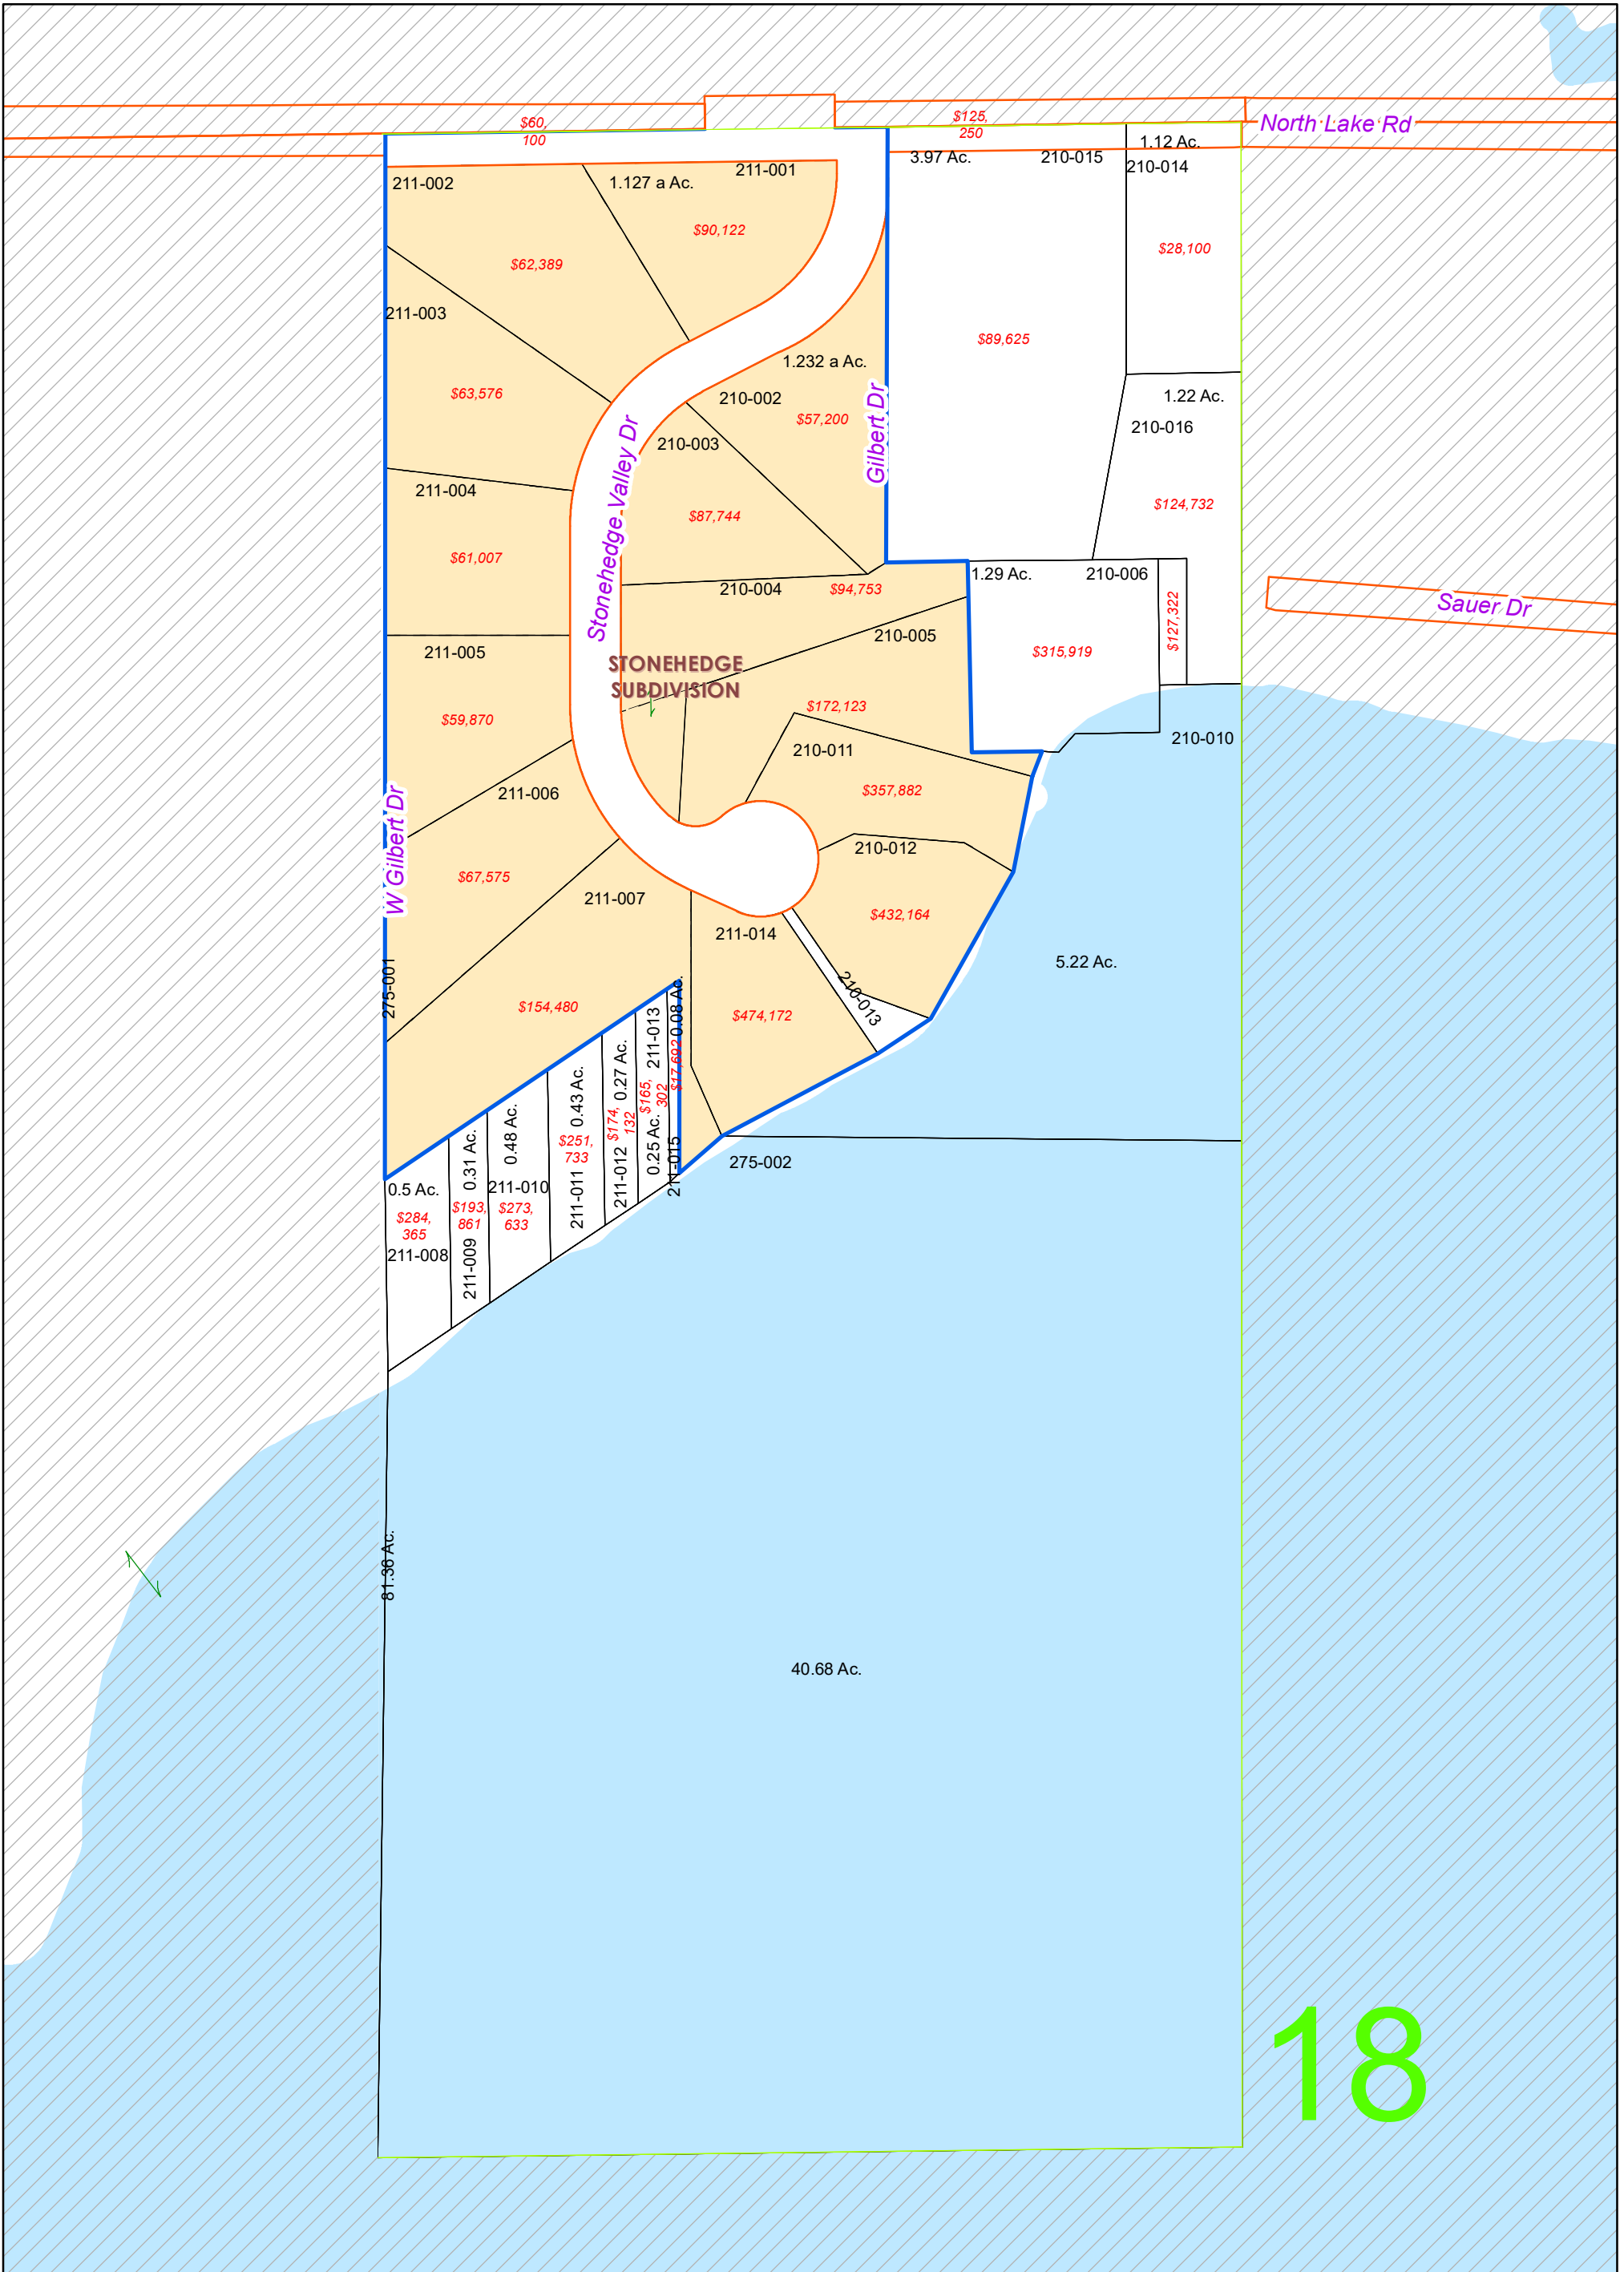 $60,
100
$125,
250
North Lake Rd
3.97 Ac.
210-015
1.12 Ac.
210-014
211-002
1.127 a Ac.
211-001
$90,122
$62,389
$28,100
211-003
$89,625
1.232 a Ac.
$63,576
210-002
$57,200
Gilbert Dr
1.22 Ac.
210-016
210-003
Stonehedge Valley Dr
211-004
$87,744
$124,732
$61,007
210-004
$94,753
1.29 Ac.
210-006
$127,322
Sauer Dr
210-005
211-005
$315,919
STONEHEDGE
SUBDIVISION
$59,870
$172,123
210-011
210-010
211-006
$357,882
W Gilbert Dr
210-012
$67,575
211-007
$432,164
211-014
5.22 Ac.
275-001
210-013
$154,480
$474,172
0.08 Ac.
$17,692
211-015
211-013
$165,
302
0.25 Ac.
0.27 Ac.
$174,
132
211-012
0.43 Ac.
$251,
733
211-011
0.48 Ac.
211-010
$273,
633
0.31 Ac.
$193,
861
211-009
0.5 Ac.
$284,
365
211-008
275-002
81.36 Ac.
40.68 Ac.
18